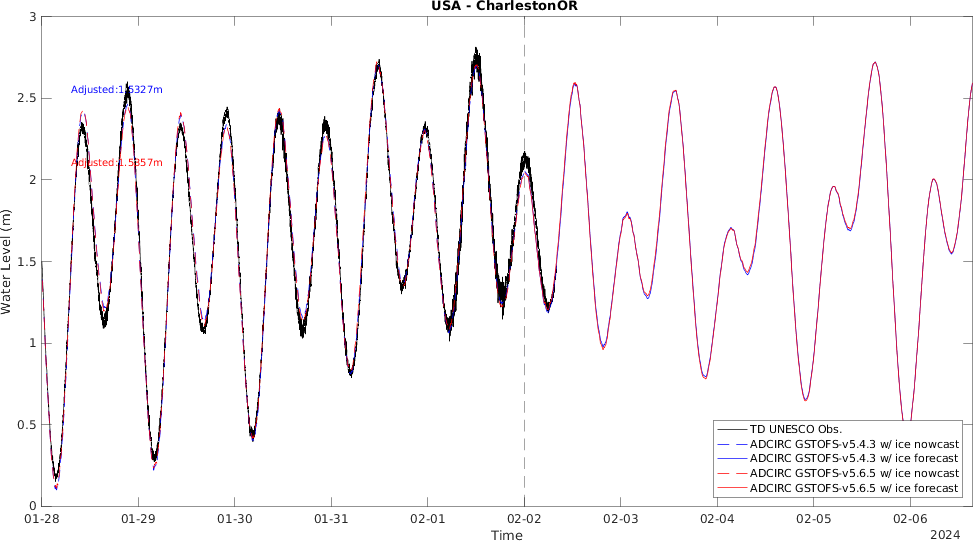 USA - CharlestonOR
3
2.5
2
1.5
1
0.5
0
Water Level (m)
Adjusted:1.5327m
Adjusted:1.5357m
TD UNESCO Obs.
ADCIRC GSTOFS-v5.4.3 w/ ice nowcast
ADCIRC GSTOFS-v5.4.3 w/ ice forecast
ADCIRC GSTOFS-v5.6.5 w/ ice nowcast
ADCIRC GSTOFS-v5.6.5 w/ ice forecast
01-28 01-29 01-30 01-31 02-01 02-02 02-03 02-04 02-05 02-06
Time
2024